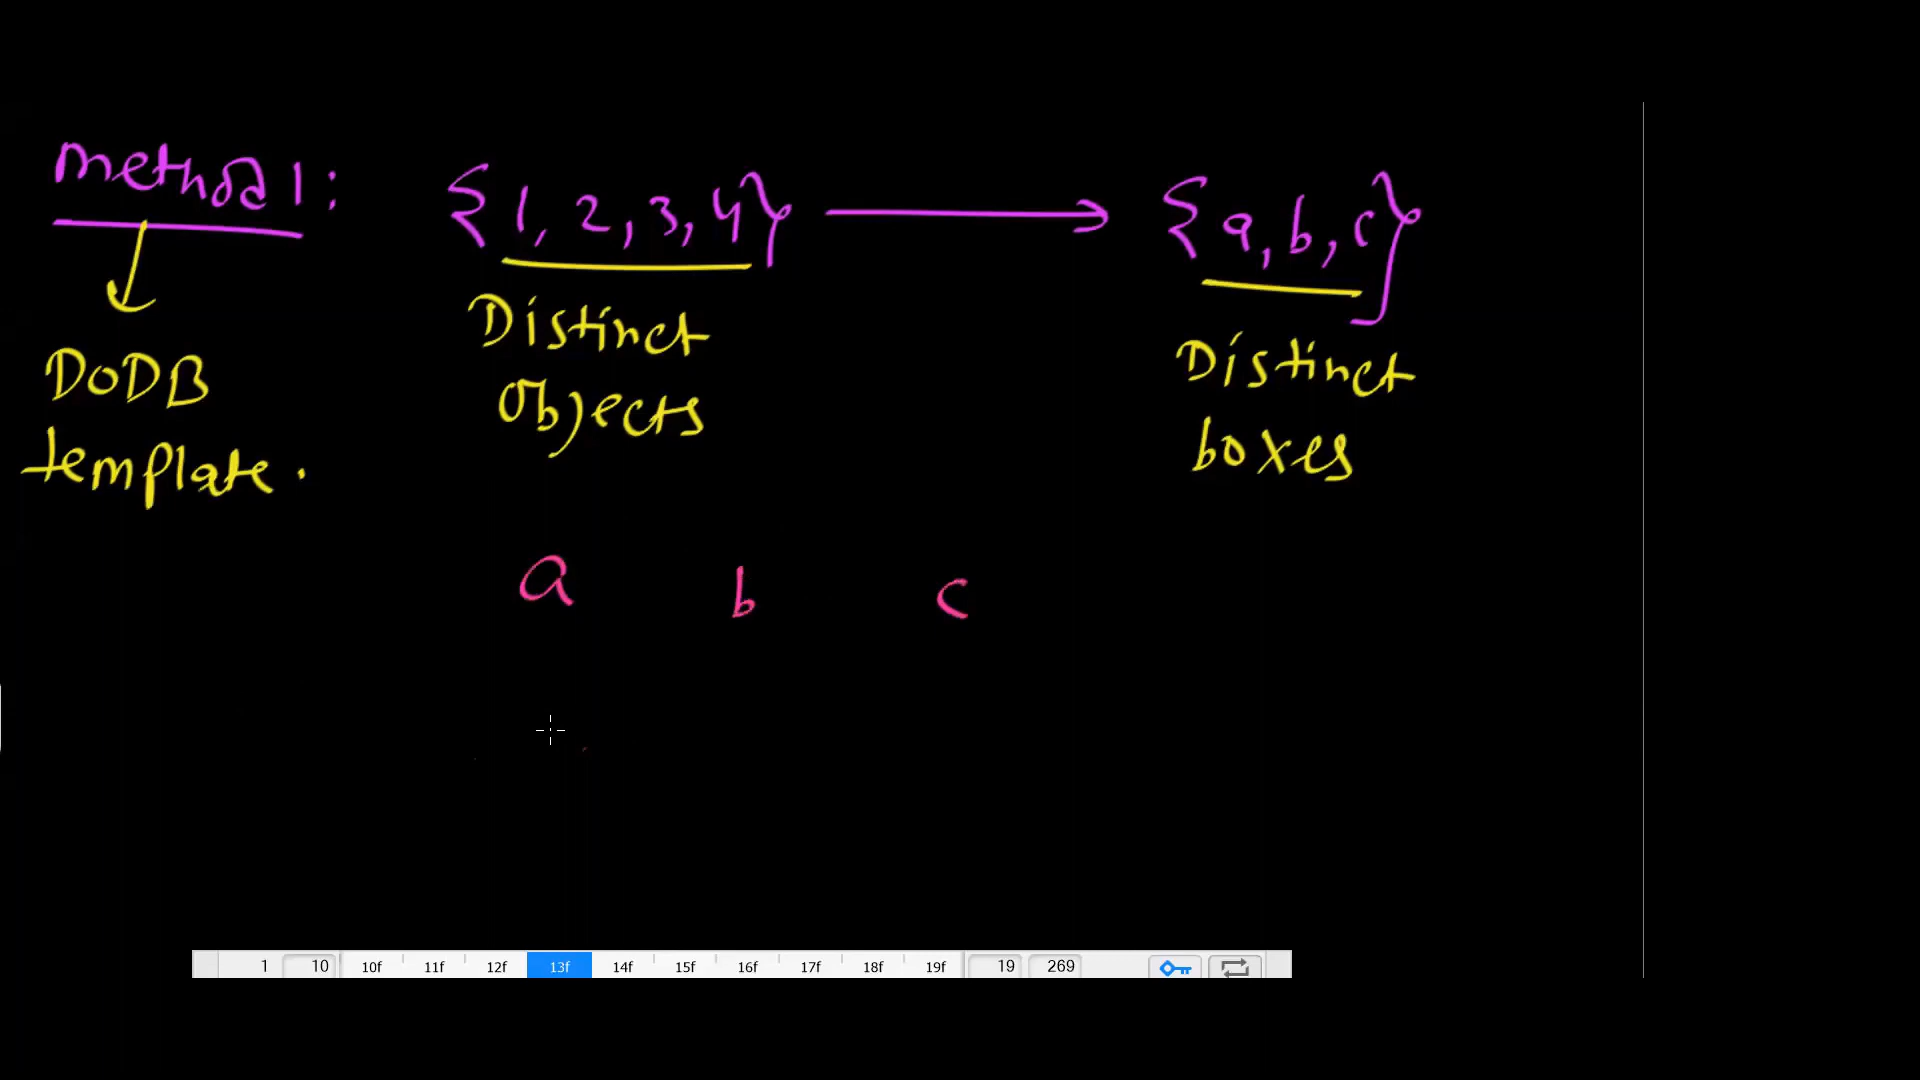 method 1: {1, 2, 3, 4} → {a, b, c}
DODB template.
Distinct objects
Distinct boxes
a b c
1 10 10f 11f 12f 13f 14f 15f 16f 17f 18f 19f 19 269